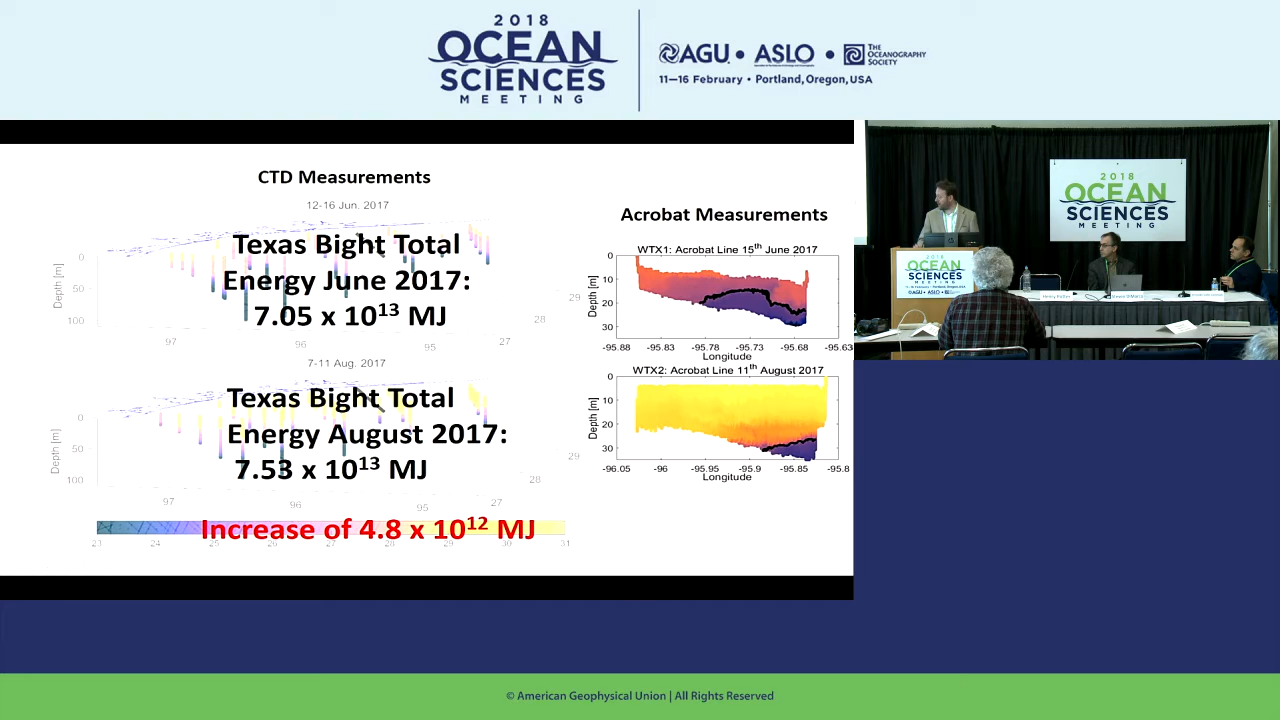 2018
OCEAN
SCIENCES
MEETING
AGU • ASLO • THE OCEANOGRAPHY SOCIETY
11–16 February • Portland, Oregon, USA
CTD Measurements
12-16 Jun. 2017
Texas Bight Total
Energy June 2017:
7.05 x 10¹³ MJ
Depth [m]
0
50
100
97
96
95
27
28
29
7-11 Aug. 2017
Texas Bight Total
Energy August 2017:
7.53 x 10¹³ MJ
Depth [m]
0
50
100
97
96
95
27
28
29
Increase of 4.8 x 10¹² MJ
23 24 25 26 27 28 29 30 31
Acrobat Measurements
WTX1: Acrobat Line 15th June 2017
Depth [m]
0
10
20
30
-95.88 -95.83 -95.78 -95.73 -95.68 -95.63
Longitude
WTX2: Acrobat Line 11th August 2017
Depth [m]
0
10
20
30
-96.05 -96 -95.95 -95.9 -95.85 -95.8
Longitude
2018
OCEAN
SCIENCES
MEETING
2018
OCEAN
SCIENCES
MEETING
AGU • ASLO
© American Geophysical Union | All Rights Reserved